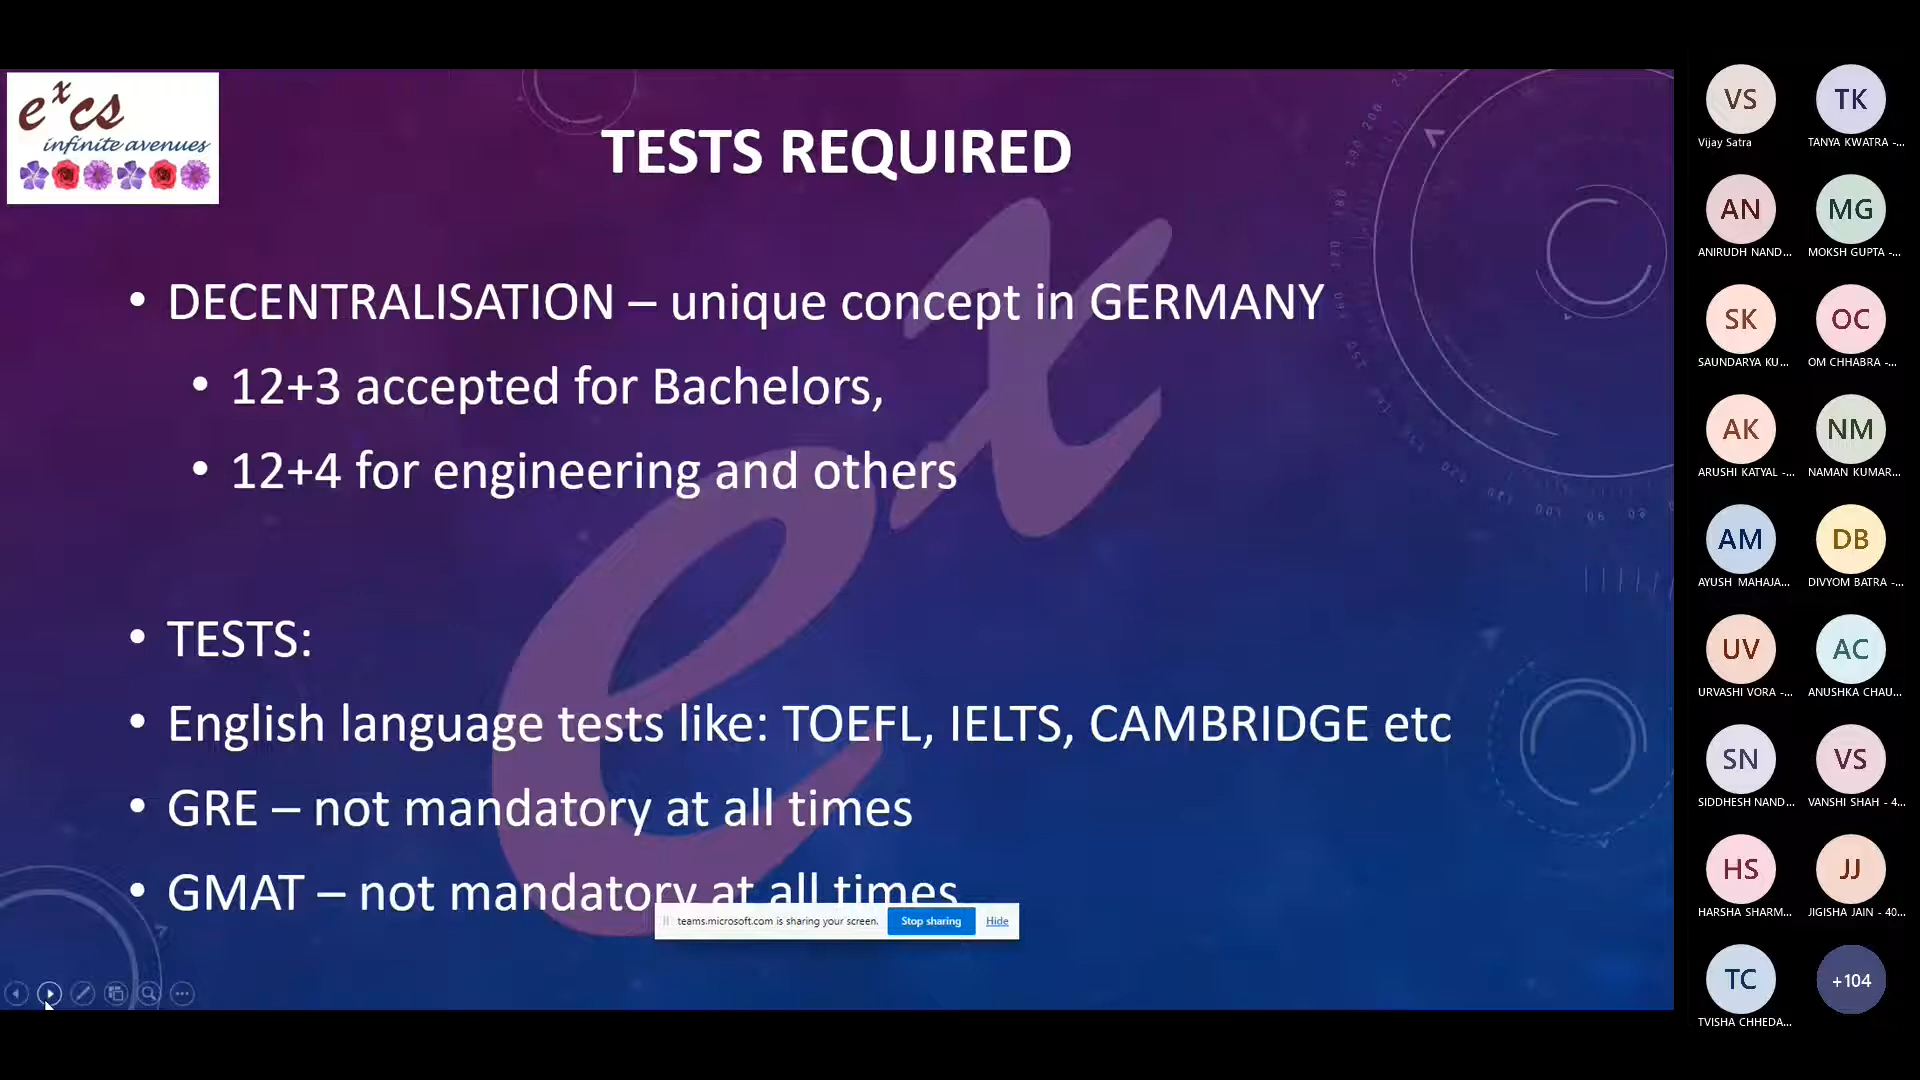 excs
infinite avenues
TESTS REQUIRED
• DECENTRALISATION – unique concept in GERMANY
• 12+3 accepted for Bachelors,
• 12+4 for engineering and others
• TESTS:
• English language tests like: TOEFL, IELTS, CAMBRIDGE etc
• GRE – not mandatory at all times
• GMAT – not mandatory at all times
ex
teams.microsoft.com is sharing your screen. Stop sharing Hide
VS TK
Vijay Satra TANYA KWATRA -...
AN MG
ANIRUDH NAND... MOKSH GUPTA -...
SK OC
SAUNDARYA KU... OM CHHABRA -...
AK NM
ARUSHI KATYAL -... NAMAN KUMAR...
AM DB
AYUSH MAHAJA... DIVYOM BATRA -...
UV AC
URVASHI VORA -... ANUSHKA CHAU...
SN VS
SIDDHESH NAND... VANSHI SHAH - 4...
HS JJ
HARSHA SHARM... JIGISHA JAIN - 40...
TC +104
TVISHA CHHEDA...